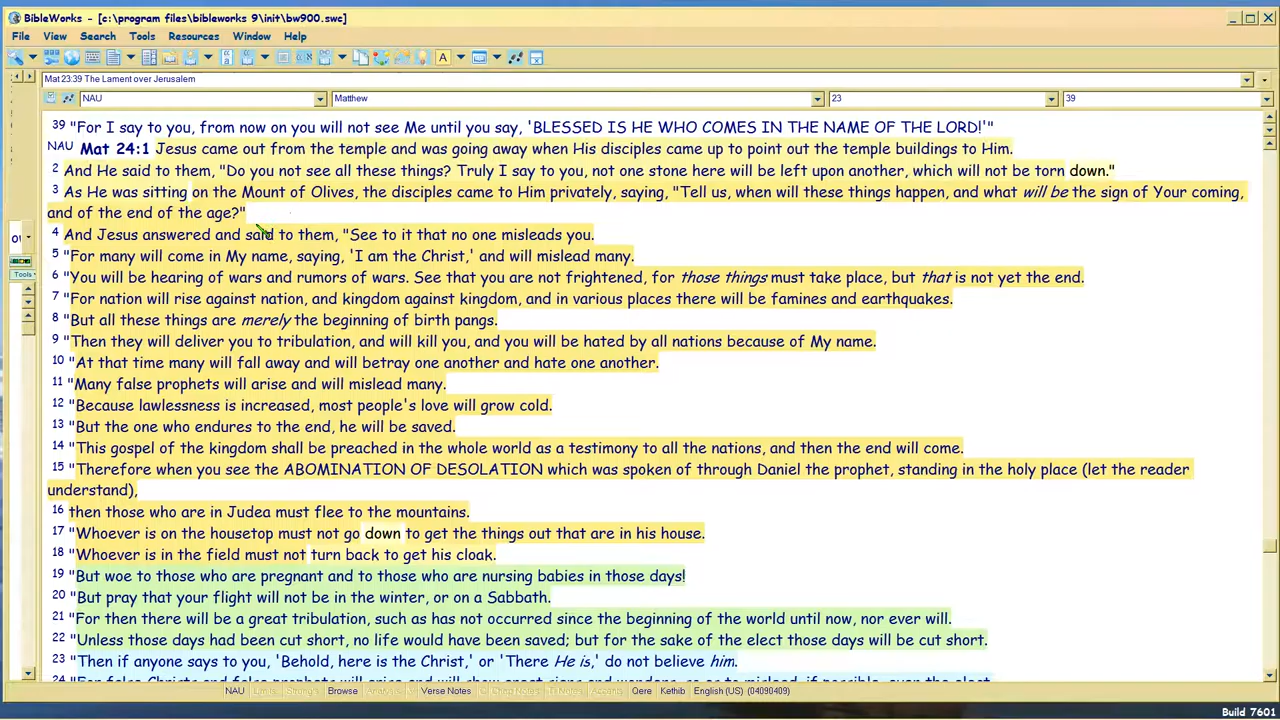 BibleWorks - [c:\program files\bibleworks 9\init\bw900.swc]
File View Search Tools Resources Window Help
Mat 23:39 The Lament over Jerusalem
NAU Matthew 23 39
39 "For I say to you, from now on you will not see Me until you say, 'BLESSED IS HE WHO COMES IN THE NAME OF THE LORD!'"
NAU Mat 24:1 Jesus came out from the temple and was going away when His disciples came up to point out the temple buildings to Him.
2 And He said to them, "Do you not see all these things? Truly I say to you, not one stone here will be left upon another, which will not be torn down."
3 As He was sitting on the Mount of Olives, the disciples came to Him privately, saying, "Tell us, when will these things happen, and what will be the sign of Your coming,
and of the end of the age?"
4 And Jesus answered and said to them, "See to it that no one misleads you.
5 "For many will come in My name, saying, 'I am the Christ,' and will mislead many.
6 "You will be hearing of wars and rumors of wars. See that you are not frightened, for those things must take place, but that is not yet the end.
7 "For nation will rise against nation, and kingdom against kingdom, and in various places there will be famines and earthquakes.
8 "But all these things are merely the beginning of birth pangs.
9 "Then they will deliver you to tribulation, and will kill you, and you will be hated by all nations because of My name.
10 "At that time many will fall away and will betray one another and hate one another.
11 "Many false prophets will arise and will mislead many.
12 "Because lawlessness is increased, most people's love will grow cold.
13 "But the one who endures to the end, he will be saved.
14 "This gospel of the kingdom shall be preached in the whole world as a testimony to all the nations, and then the end will come.
15 "Therefore when you see the ABOMINATION OF DESOLATION which was spoken of through Daniel the prophet, standing in the holy place (let the reader
understand),
16 then those who are in Judea must flee to the mountains.
17 "Whoever is on the housetop must not go down to get the things out that are in his house.
18 "Whoever is in the field must not turn back to get his cloak.
19 "But woe to those who are pregnant and to those who are nursing babies in those days!
20 "But pray that your flight will not be in the winter, or on a Sabbath.
21 "For then there will be a great tribulation, such as has not occurred since the beginning of the world until now, nor ever will.
22 "Unless those days had been cut short, no life would have been saved; but for the sake of the elect those days will be cut short.
23 "Then if anyone says to you, 'Behold, here is the Christ,' or 'There He is,' do not believe him.
Tools
NAU Browse Verse Notes Qere Kethib English (US) (04090409)
Build 7601